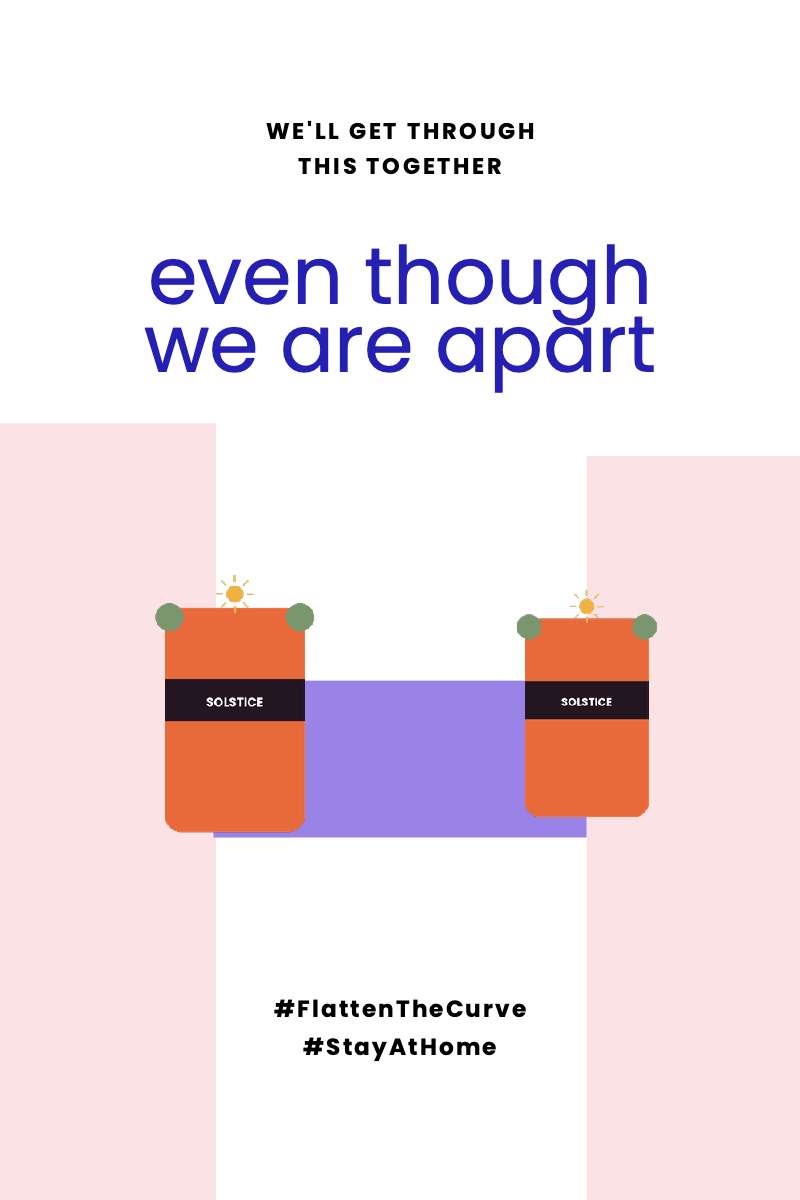 WE'LL GET THROUGH
THIS TOGETHER
even though
we are apart
SOLSTICE
SOLSTICE
#FlattenTheCurve
#StayAtHome